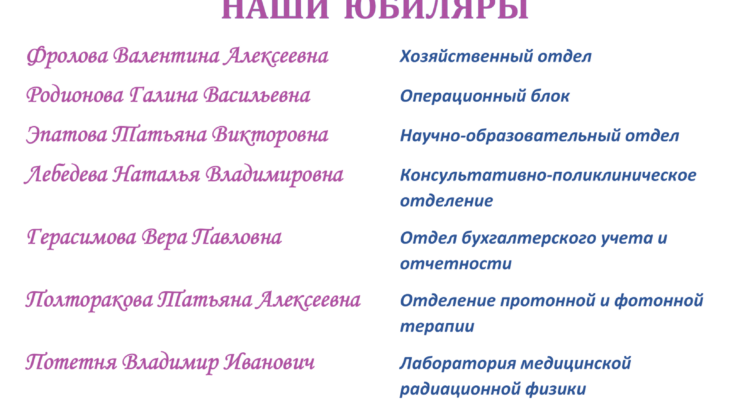 НАШИ ЮБИЛЯРЫ
Фролова Валентина Алексеевна Хозяйственный отдел
Родионова Галина Васильевна Операционный блок
Эпатова Татьяна Викторовна Научно-образовательный отдел
Лебедева Наталья Владимировна Консультативно-поликлиническое
отделение
Герасимова Вера Павловна Отдел бухгалтерского учета и
отчетности
Полторакова Татьяна Алексеевна Отделение протонной и фотонной
терапии
Потетня Владимир Иванович Лаборатория медицинской
радиационной физики